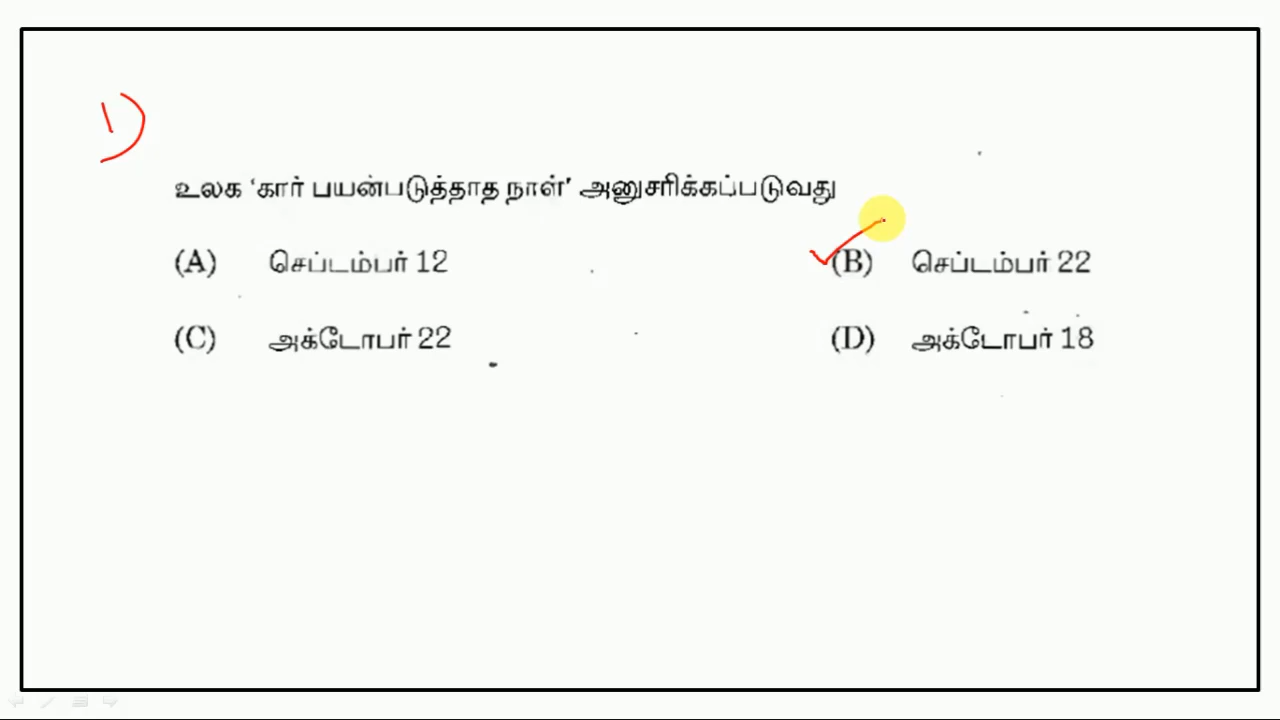 1)
உலக 'கார் பயன்படுத்தாத நாள்' அனுசரிக்கப்படுவது
(A) செப்டம்பர் 12 (B) செப்டம்பர் 22
(C) அக்டோபர் 22 (D) அக்டோபர் 18